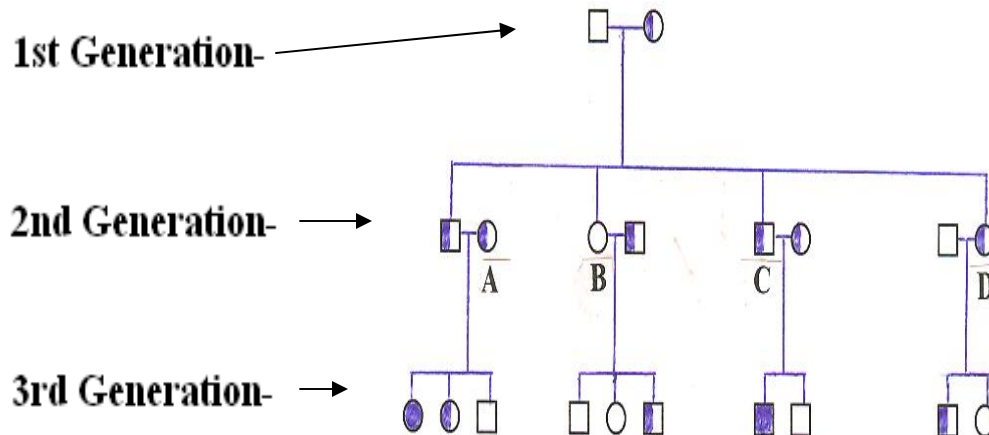 1st Generation-
2nd Generation-
A B C D
3rd Generation-